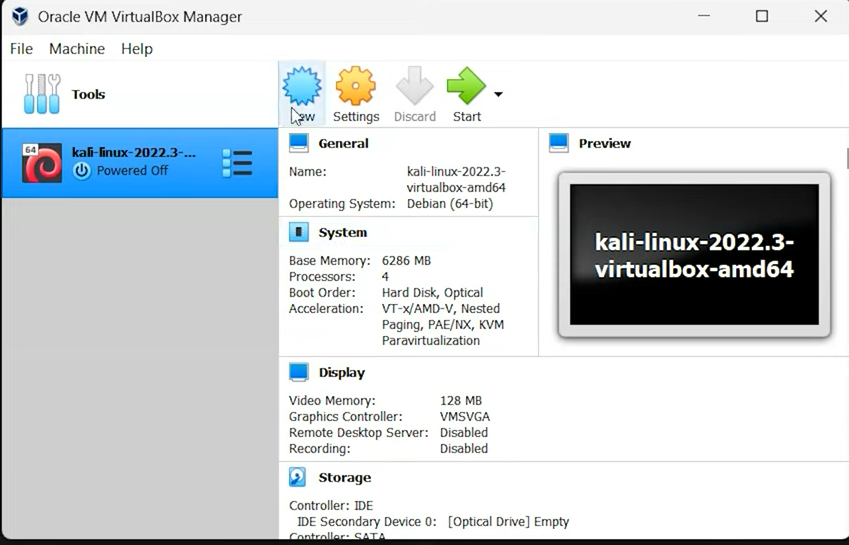 Oracle VM VirtualBox Manager
File Machine Help
Tools
Settings Discard Start
64
kali-linux-2022.3-...
Powered Off
General
Name: kali-linux-2022.3-
virtualbox-amd64
Operating System: Debian (64-bit)
System
Base Memory: 6286 MB
Processors: 4
Boot Order: Hard Disk, Optical
Acceleration: VT-x/AMD-V, Nested
Paging, PAE/NX, KVM
Paravirtualization
Preview
kali-linux-2022.3-
virtualbox-amd64
Display
Video Memory: 128 MB
Graphics Controller: VMSVGA
Remote Desktop Server: Disabled
Recording: Disabled
Storage
Controller: IDE
IDE Secondary Device 0: [Optical Drive] Empty
Controller: SATA